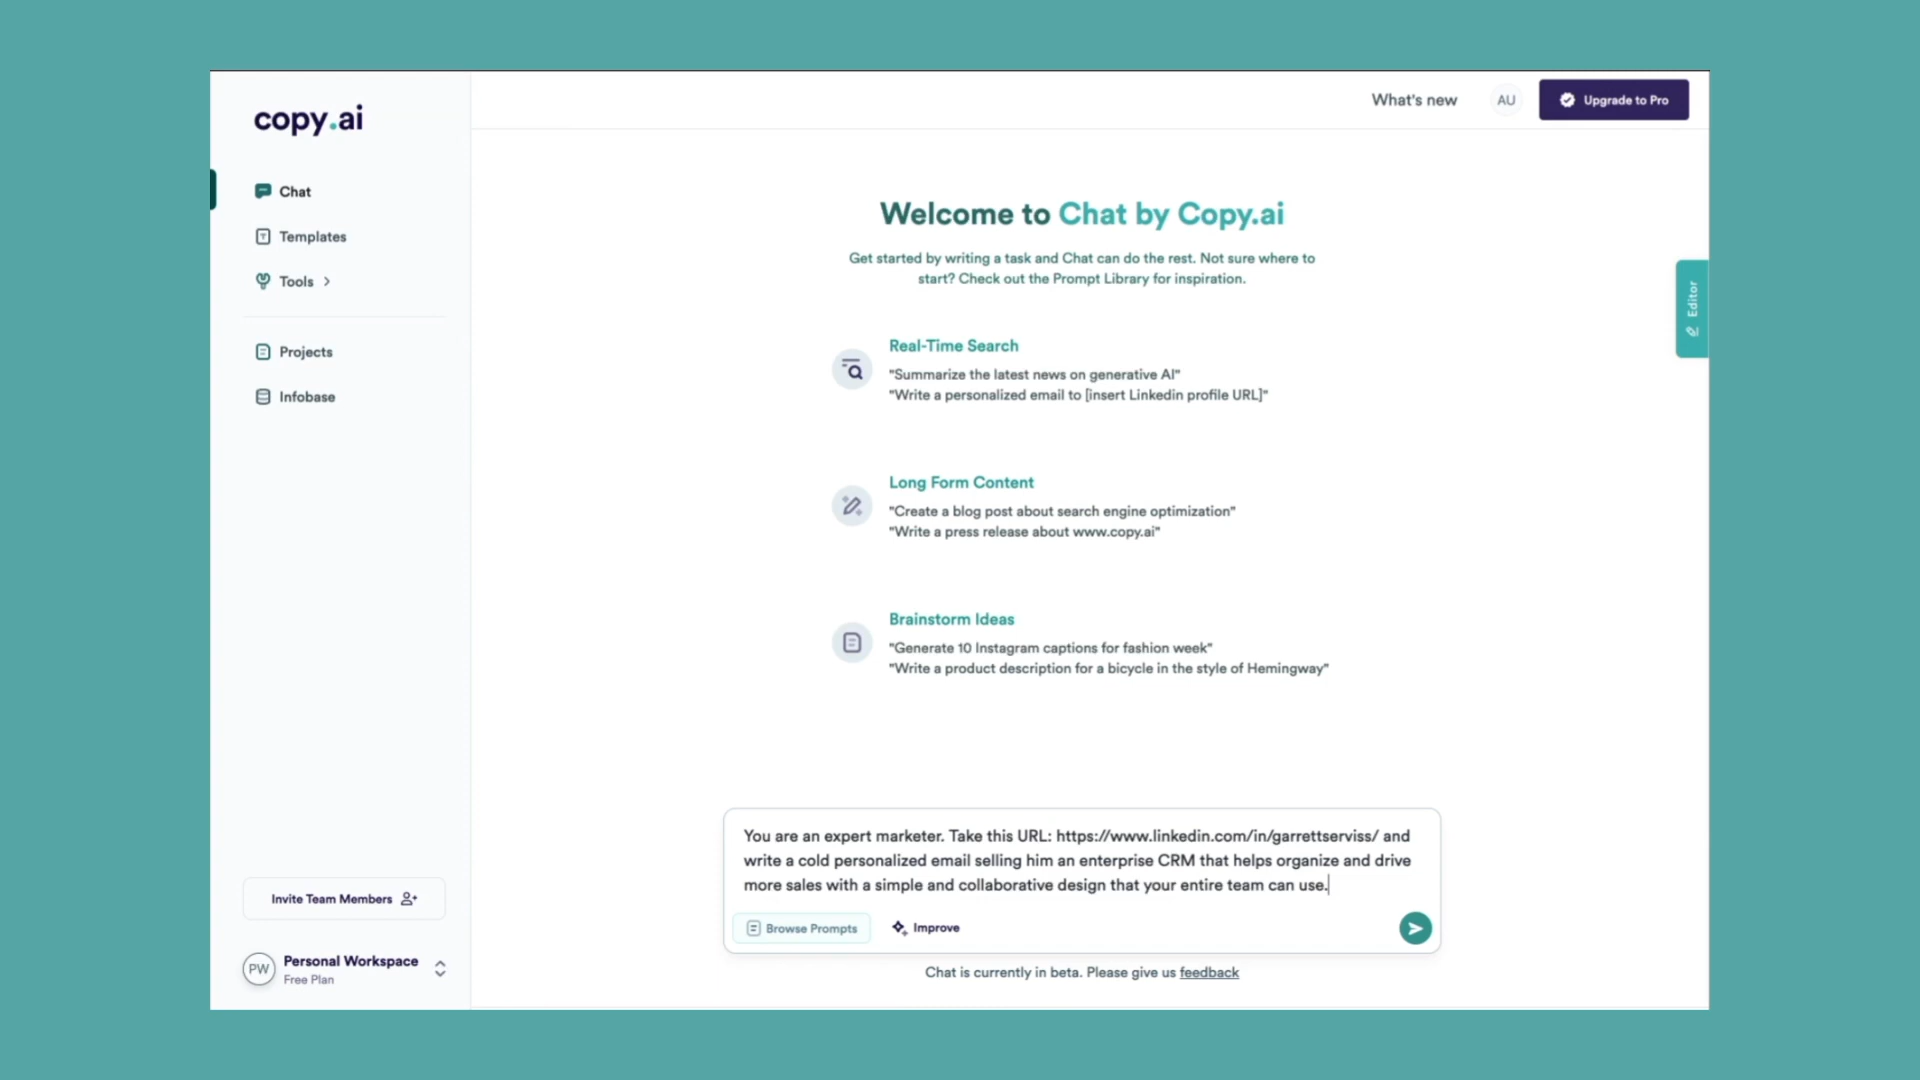 copy.ai
Chat
Templates
Tools
Projects
Infobase
Invite Team Members
PW
Personal Workspace
Free Plan
What's new
AU
Upgrade to Pro
Welcome to Chat by Copy.ai
Get started by writing a task and Chat can do the rest. Not sure where to
start? Check out the Prompt Library for inspiration.
Real-Time Search
"Summarize the latest news on generative AI"
"Write a personalized email to [insert Linkedin profile URL]"
Long Form Content
"Create a blog post about search engine optimization"
"Write a press release about www.copy.ai"
Brainstorm Ideas
"Generate 10 Instagram captions for fashion week"
"Write a product description for a bicycle in the style of Hemingway"
Editor
You are an expert marketer. Take this URL: https://www.linkedin.com/in/garrettserviss/ and
write a cold personalized email selling him an enterprise CRM that helps organize and drive
more sales with a simple and collaborative design that your entire team can use.
Browse Prompts
Improve
Chat is currently in beta. Please give us feedback